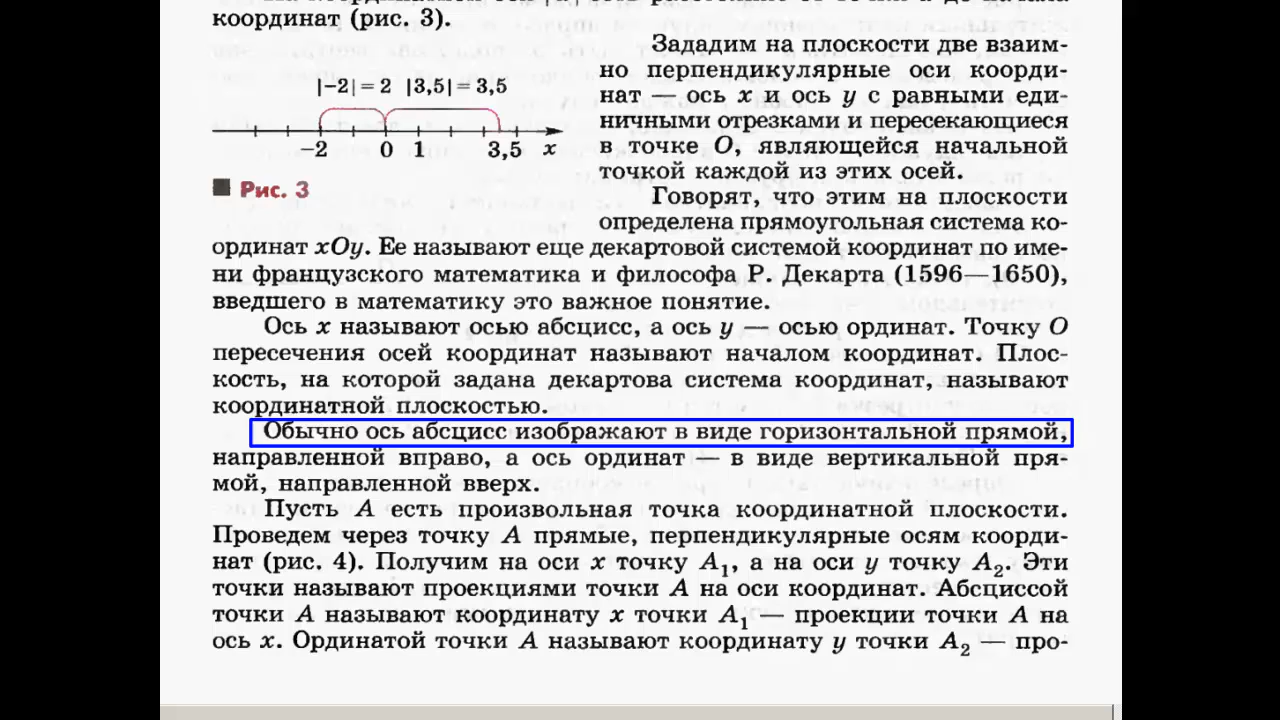 координат (рис. 3).
|−2| = 2 |3,5| = 3,5
−2 0 1 3,5 x
Рис. 3
Зададим на плоскости две взаим-
но перпендикулярные оси коорди-
нат — ось x и ось y с равными еди-
ничными отрезками и пересекающиеся
в точке O, являющейся начальной
точкой каждой из этих осей.
Говорят, что этим на плоскости
определена прямоугольная система ко-
ординат xOy. Ее называют еще декартовой системой координат по име-
ни французского математика и философа Р. Декарта (1596—1650),
введшего в математику это важное понятие.
Ось x называют осью абсцисс, а ось y — осью ординат. Точку O
пересечения осей координат называют началом координат. Плос-
кость, на которой задана декартова система координат, называют
координатной плоскостью.
Обычно ось абсцисс изображают в виде горизонтальной прямой,
направленной вправо, а ось ординат — в виде вертикальной пря-
мой, направленной вверх.
Пусть A есть произвольная точка координатной плоскости.
Проведем через точку A прямые, перпендикулярные осям коорди-
нат (рис. 4). Получим на оси x точку A₁, а на оси y точку A₂. Эти
точки называют проекциями точки A на оси координат. Абсциссой
точки A называют координату x точки A₁ — проекции точки A на
ось x. Ординатой точки A называют координату y точки A₂ — про-